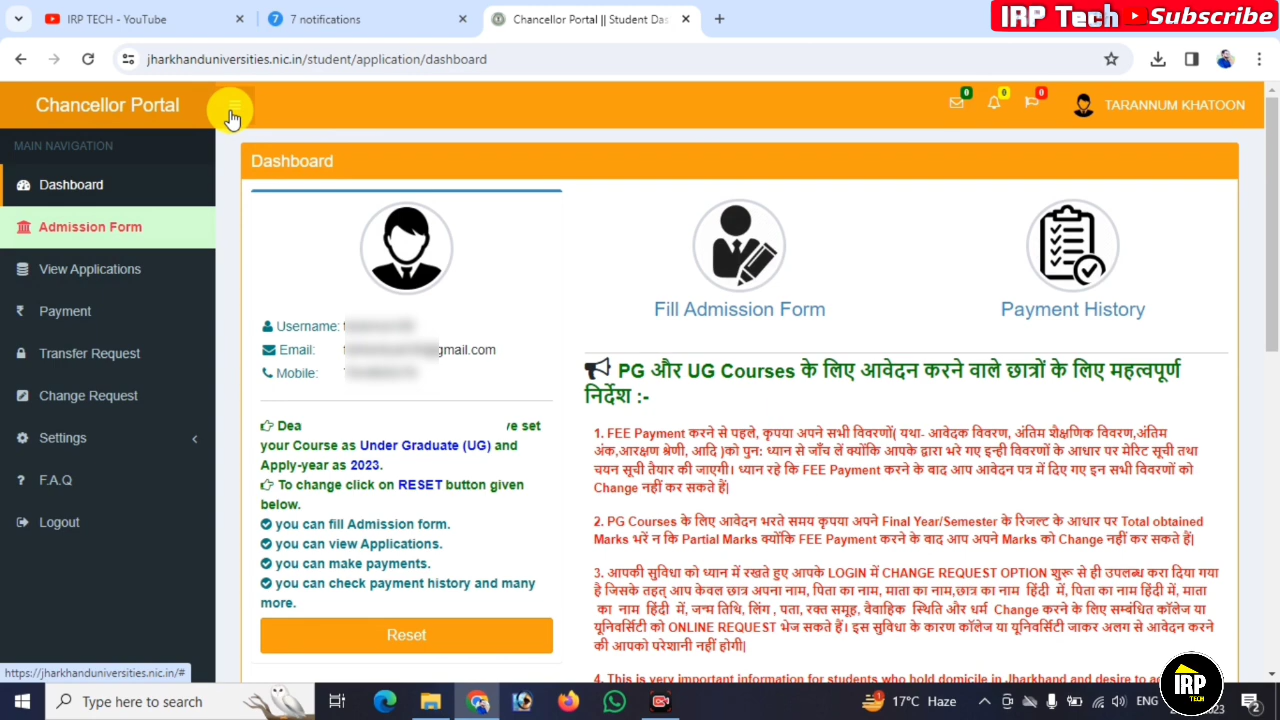 IRP TECH - YouTube
7
7 notifications
Chancellor Portal || Student Das
IRP Tech Subscribe
jharkhanduniversities.nic.in/student/application/dashboard
Chancellor Portal
0
0
0
TARANNUM KHATOON
MAIN NAVIGATION
Dashboard
Admission Form
View Applications
Payment
Transfer Request
Change Request
Settings
F.A.Q
Logout
Dashboard
Username:
Email: gmail.com
Mobile:
Dea ve set
your Course as Under Graduate (UG) and
Apply-year as 2023.
To change click on RESET button given
below.
you can fill Admission form.
you can view Applications.
you can make payments.
you can check payment history and many
more.
Reset
Fill Admission Form
Payment History
PG और UG Courses के लिए आवेदन करने वाले छात्रों के लिए महत्वपूर्ण
निर्देश :-
1. FEE Payment करने से पहले, कृपया अपने सभी विवरणों( यथा- आवेदक विवरण, अंतिम शैक्षणिक विवरण,अंतिम
अंक,आरक्षण श्रेणी, आदि )को पुन: ध्यान से जाँच लें क्योंकि आपके द्वारा भरे गए इन्ही विवरणों के आधार पर मेरिट सूची तथा
चयन सूची तैयार की जाएगी। ध्यान रहे कि FEE Payment करने के बाद आप आवेदन पत्र में दिए गए इन सभी विवरणों को
Change नहीं कर सकते हैं|
2. PG Courses के लिए आवेदन भरते समय कृपया अपने Final Year/Semester के रिजल्ट के आधार पर Total obtained
Marks भरें न कि Partial Marks क्योंकि FEE Payment करने के बाद आप अपने Marks को Change नहीं कर सकते हैं|
3. आपकी सुविधा को ध्यान में रखते हुए आपके LOGIN में CHANGE REQUEST OPTION शुरू से ही उपलब्ध करा दिया गया
है जिसके तहत् आप केवल छात्र अपना नाम, पिता का नाम, माता का नाम,छात्र का नाम हिंदी में, पिता का नाम हिंदी में, माता
का नाम हिंदी में, जन्म तिथि, लिंग , पता, रक्त समूह, वैवाहिक स्थिति और धर्म Change करने के लिए सम्बंधित कॉलेज या
यूनिवर्सिटी को ONLINE REQUEST भेज सकते हैं। इस सुविधा के कारण कॉलेज या यूनिवर्सिटी जाकर अलग से आवेदन करने
की आपको परेशानी नहीं होगी|
4. This is very important information for students who hold domicile in Jharkhand and desire to
https://jharkhanduniversities.nic.in/#
Type here to search
17°C Haze
ENG
2023
2
IRP
TECH